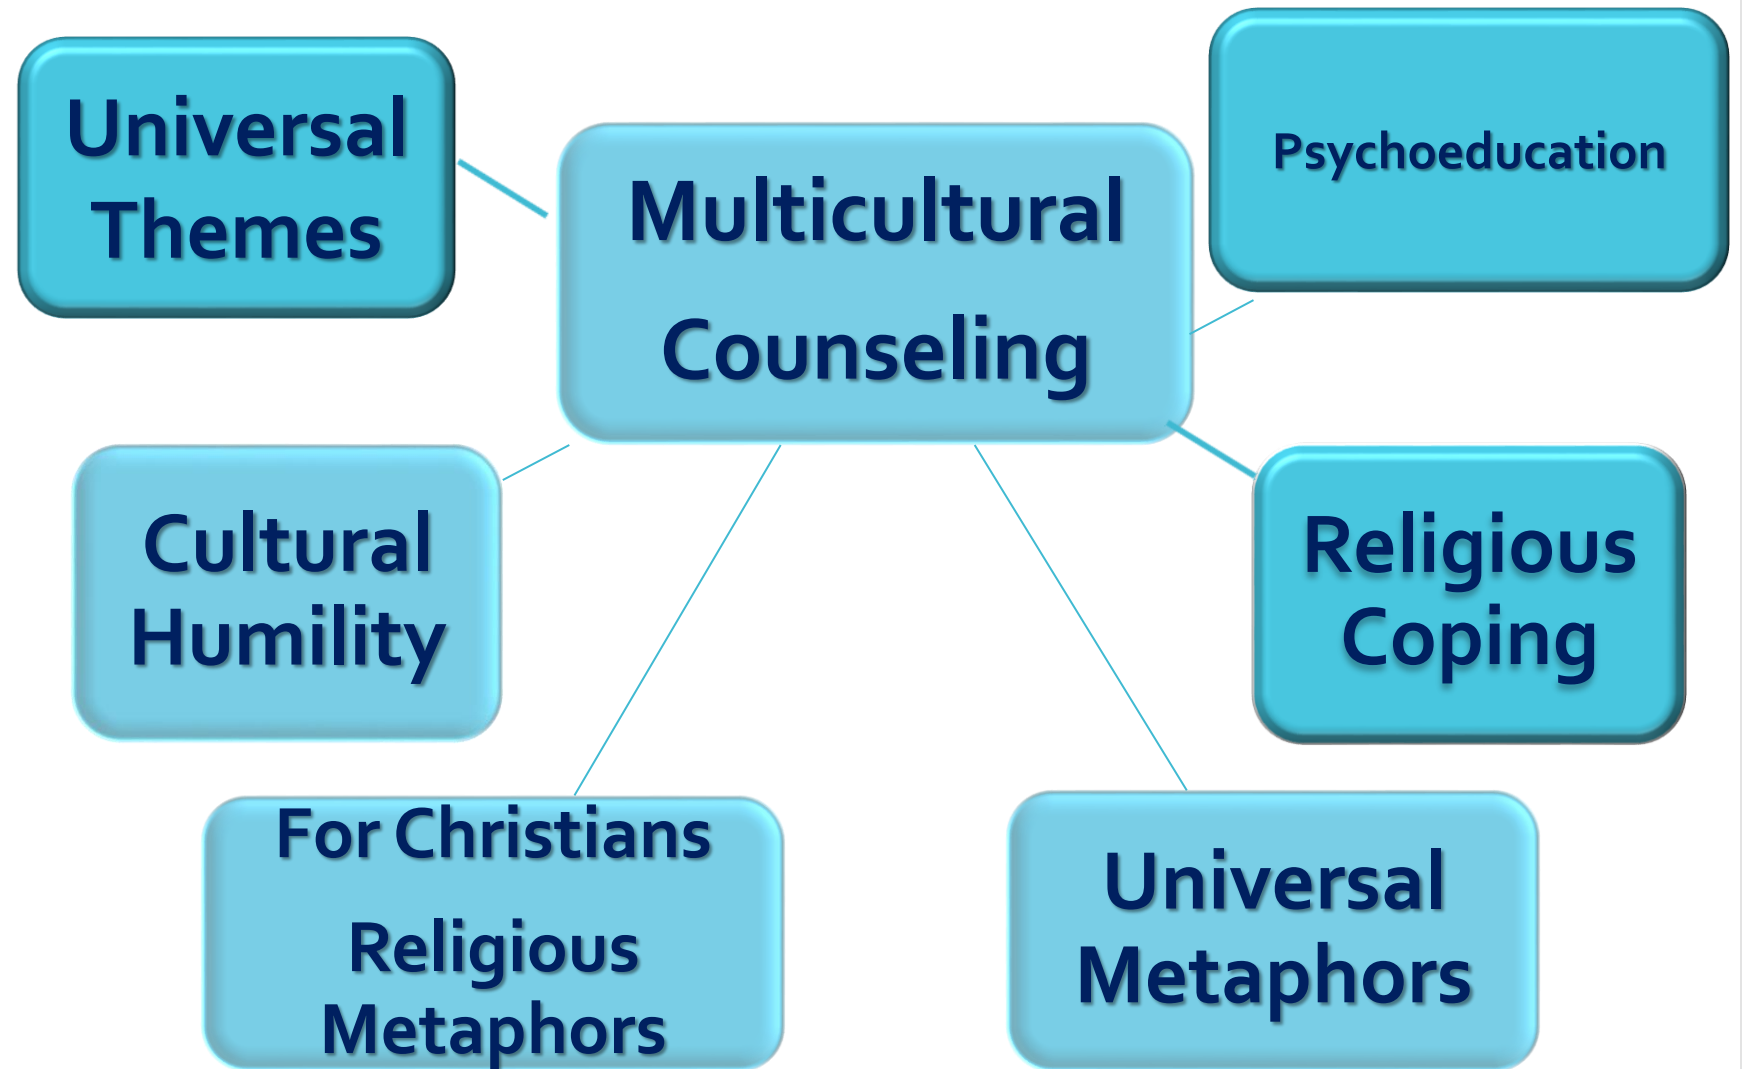 Universal
Themes
Multicultural
Counseling
Psychoeducation
Cultural
Humility
Religious
Coping
For Christians
Religious
Metaphors
Universal
Metaphors